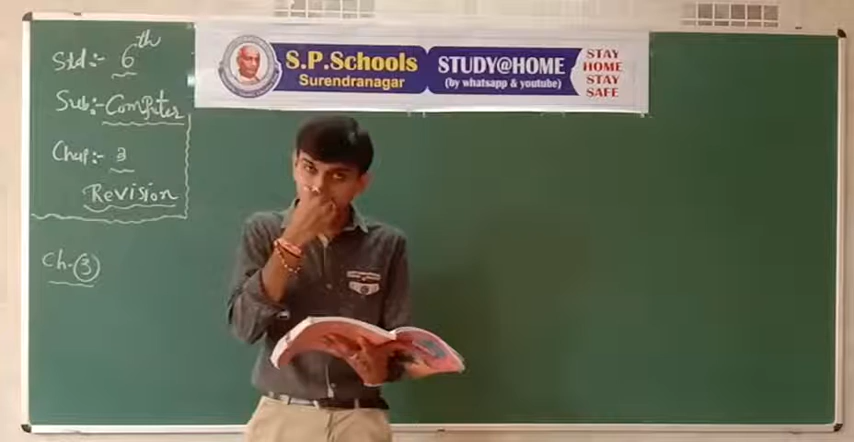 Std:- 6th
Sub:- Computer
Chap:- 3
Revision
Ch-3
S.P.Schools
Surendranagar
STUDY@HOME
(by whatsapp & youtube)
STAY
HOME
STAY
SAFE